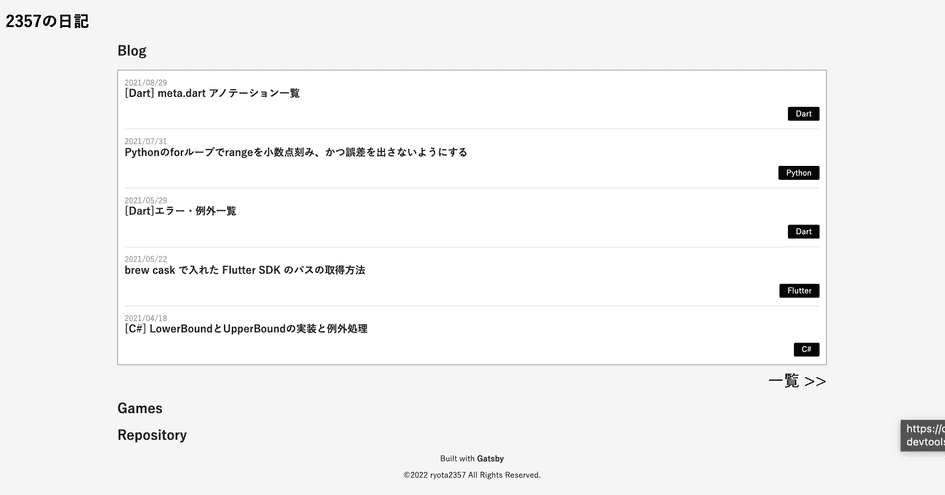 2357の日記
Blog
2021/08/29
[Dart] meta.dart アノテーション一覧
Dart
2021/07/31
Pythonのforループでrangeを小数点刻み、かつ誤差を出さないようにする
Python
2021/05/29
[Dart]エラー・例外一覧
Dart
2021/05/22
brew cask で入れた Flutter SDK のパスの取得方法
Flutter
2021/04/18
[C#] LowerBoundとUpperBoundの実装と例外処理
C#
一覧 >>
Games
Repository
https://
devtools
Built with Gatsby
©2022 ryota2357 All Rights Reserved.